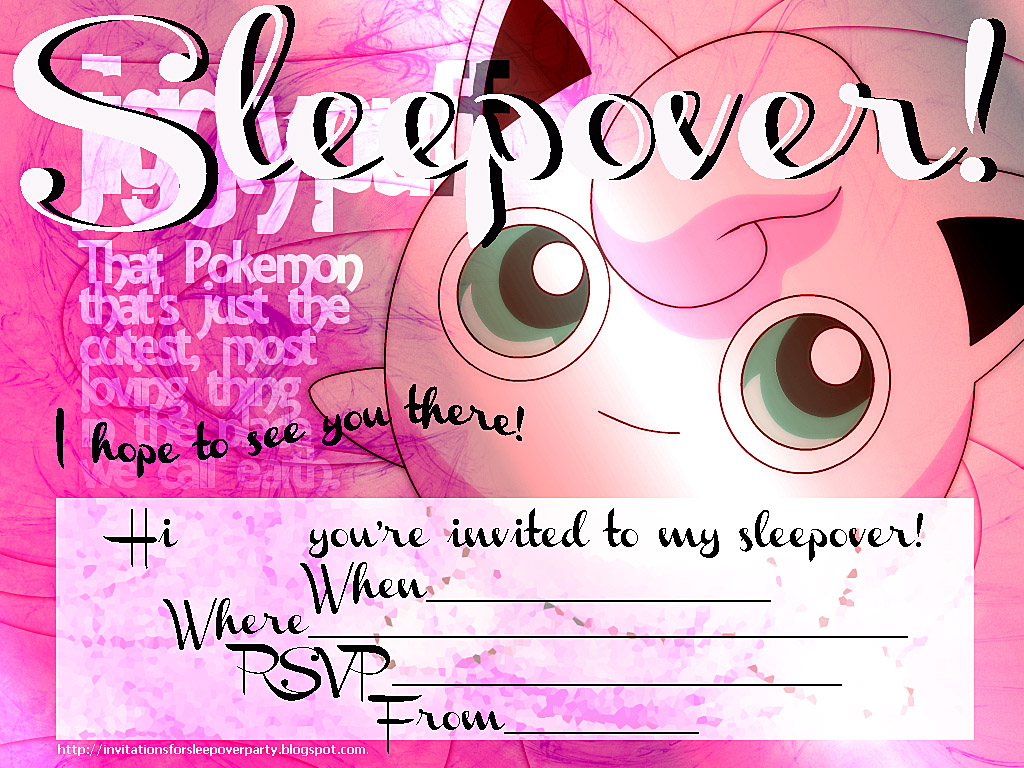 Sleepover!
jigglypuff
That Pokemon
that's just the
cutest, most
loving, thing
we call earth.
I hope to see you there!
Hi you're invited to my sleepover!
When
Where
RSVP
From
http://invitationsforsleepoverparty.blogspot.com.